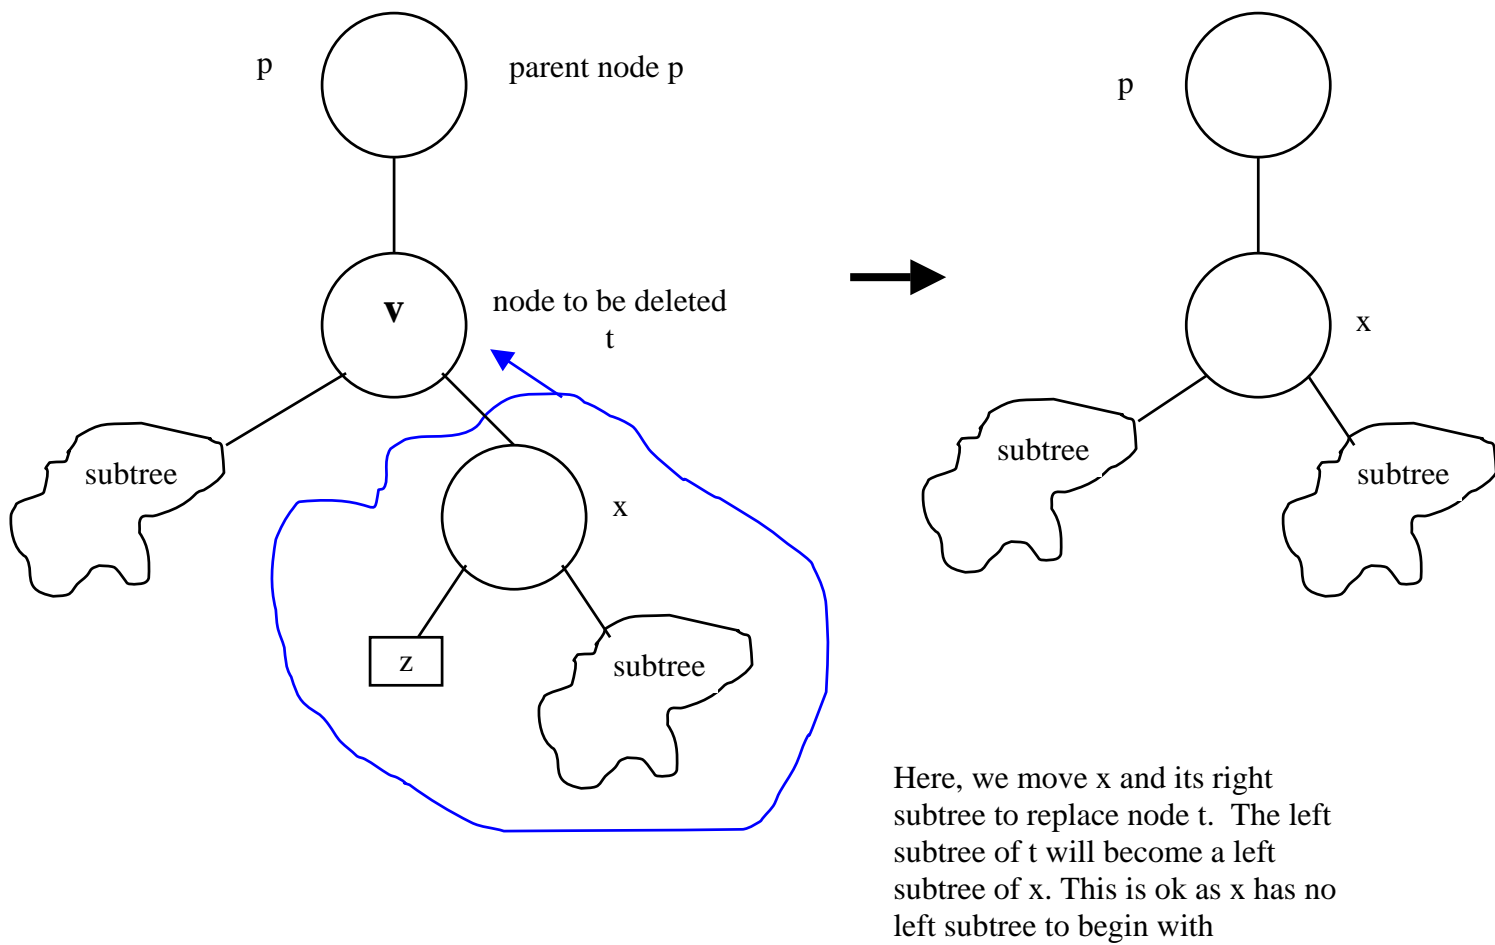 p
parent node p
p
v
node to be deleted
t
x
subtree
x
z
subtree
subtree
subtree
Here, we move x and its right
subtree to replace node t.  The left
subtree of t will become a left
subtree of x. This is ok as x has no
left subtree to begin with